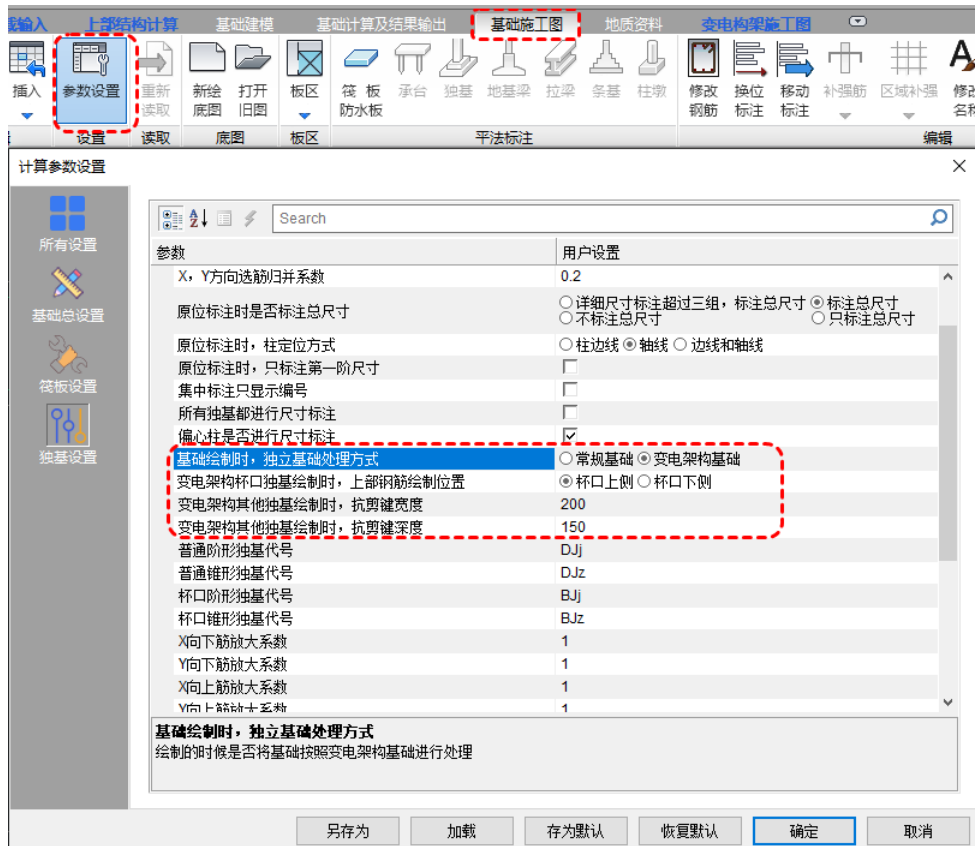 线输入 上部结构计算 基础建模 基础计算及结果输出 基础施工图 地质资料 变电构架施工图
插入 参数设置 重新读取 新绘底图 打开旧图 板区 筏 板防水板 承台 独基 地基梁 拉梁 条基 柱墩 修改钢筋 换位标注 移动标注 补强筋 区域补强 修改名称
设置 读取 底图 板区 平法标注 编辑
计算参数设置
所有设置
基础总设置
筏板设置
独基设置
Search
参数 用户设置
X，Y方向选筋归并系数 0.2
原位标注时是否标注总尺寸 详细尺寸标注超过三组，标注总尺寸 标注总尺寸
不标注总尺寸 只标注总尺寸
原位标注时，柱定位方式 柱边线 轴线 边线和轴线
原位标注时，只标注第一阶尺寸
集中标注只显示编号
所有独基都进行尺寸标注
偏心柱是否进行尺寸标注
基础绘制时，独立基础处理方式 常规基础 变电架构基础
变电架构杯口独基绘制时，上部钢筋绘制位置 杯口上侧 杯口下侧
变电架构其他独基绘制时，抗剪键宽度 200
变电架构其他独基绘制时，抗剪键深度 150
普通阶形独基代号 DJj
普通锥形独基代号 DJz
杯口阶形独基代号 BJj
杯口锥形独基代号 BJz
X向下筋放大系数 1
Y向下筋放大系数 1
X向上筋放大系数 1
Y向上筋放大系数 1
基础绘制时，独立基础处理方式
绘制的时候是否将基础按照变电架构基础进行处理
另存为 加载 存为默认 恢复默认 确定 取消